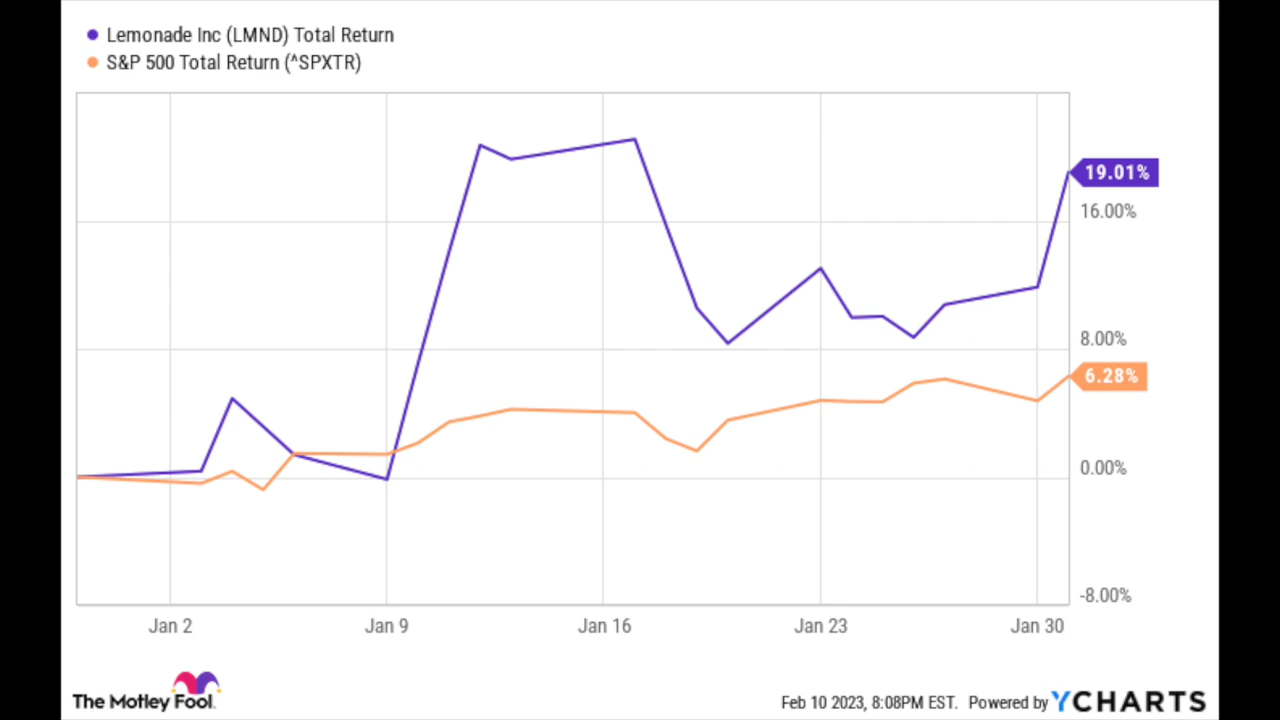 Lemonade Inc (LMND) Total Return
S&P 500 Total Return (^SPXTR)
19.01%
16.00%
8.00%
6.28%
0.00%
-8.00%
Jan 2 Jan 9 Jan 16 Jan 23 Jan 30
The Motley Fool.
Feb 10 2023, 8:08PM EST. Powered by YCHARTS